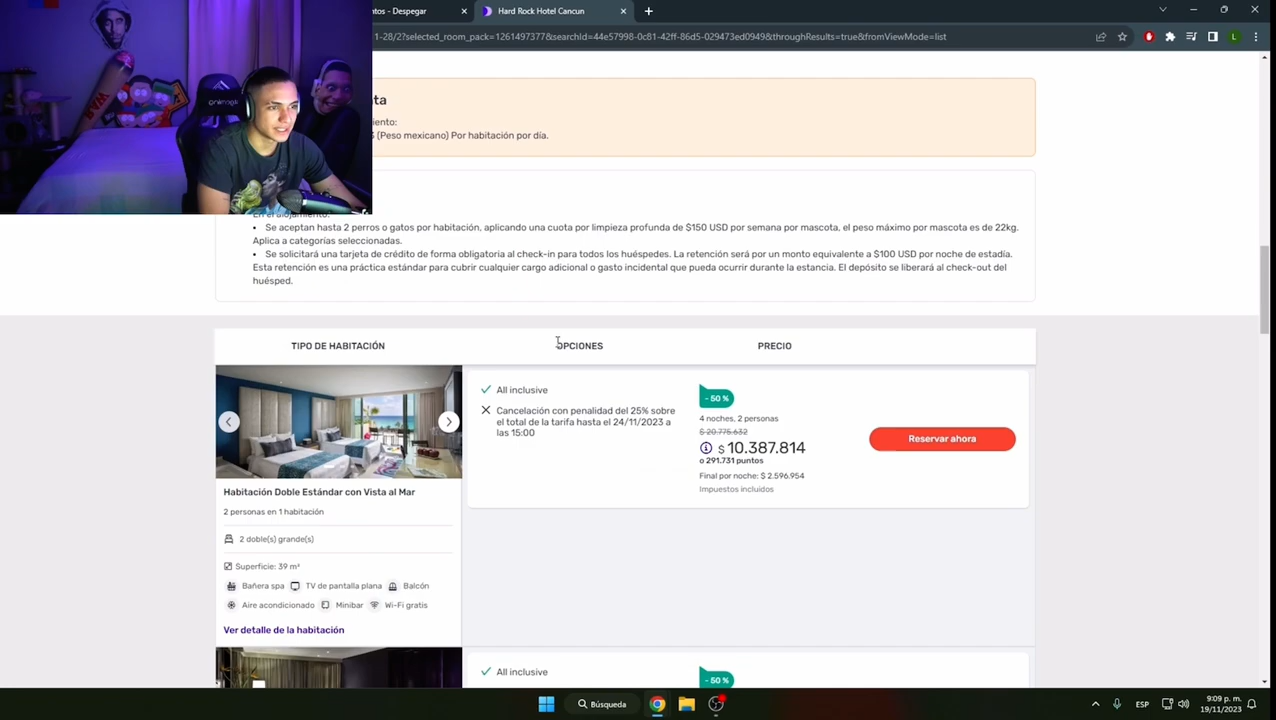 ntos - Despegar
Hard Rock Hotel Cancun
1-28/2?selected_room_pack=1261497377&searchId=44e57998-0c81-42ff-86d5-029473ed0949&throughResults=true&fromViewMode=list
L
ta
iento:
(Peso mexicano) Por habitación por día.
En el alojamiento:
• Se aceptan hasta 2 perros o gatos por habitación, aplicando una cuota por limpieza profunda de $150 USD por semana por mascota, el peso máximo por mascota es de 22kg.
Aplica a categorías seleccionadas.
• Se solicitará una tarjeta de crédito de forma obligatoria al check-in para todos los huéspedes. La retención será por un monto equivalente a $100 USD por noche de estadía.
Esta retención es una práctica estándar para cubrir cualquier cargo adicional o gasto incidental que pueda ocurrir durante la estancia. El depósito se liberará al check-out del
huésped.
TIPO DE HABITACIÓN OPCIONES PRECIO
All inclusive
Cancelación con penalidad del 25% sobre
el total de la tarifa hasta el 24/11/2023 a
las 15:00
- 50 %
4 noches, 2 personas
$ 20.775.632
$ 10.387.814
o 291.731 puntos
Final por noche: $ 2.596.954
Impuestos incluidos
Reservar ahora
Habitación Doble Estándar con Vista al Mar
2 personas en 1 habitación
2 doble(s) grande(s)
Superficie: 39 m²
Bañera spa TV de pantalla plana Balcón
Aire acondicionado Minibar Wi-Fi gratis
Ver detalle de la habitación
All inclusive
- 50 %
Búsqueda
ESP
9:09 p. m.
19/11/2023